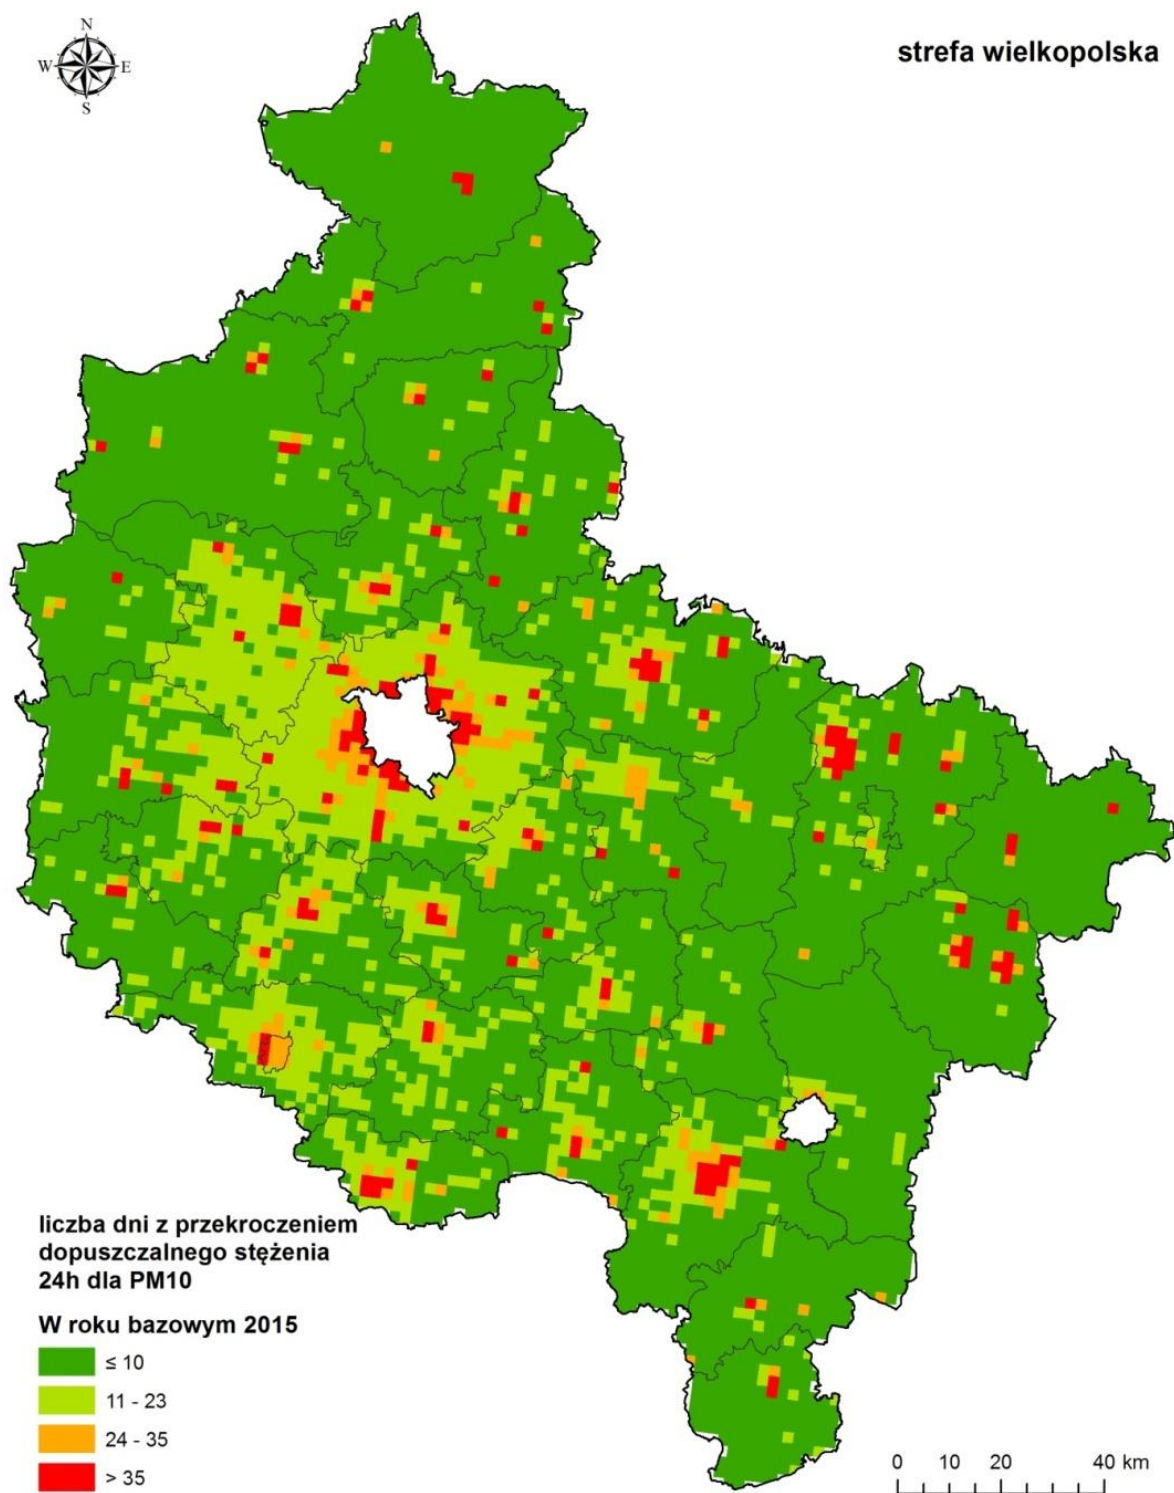 N
W E
S
strefa wielkopolska
liczba dni z przekroczeniem
dopuszczalnego stężenia
24h dla PM10
W roku bazowym 2015
≤ 10
11 - 23
24 - 35
> 35
0 10 20 40 km